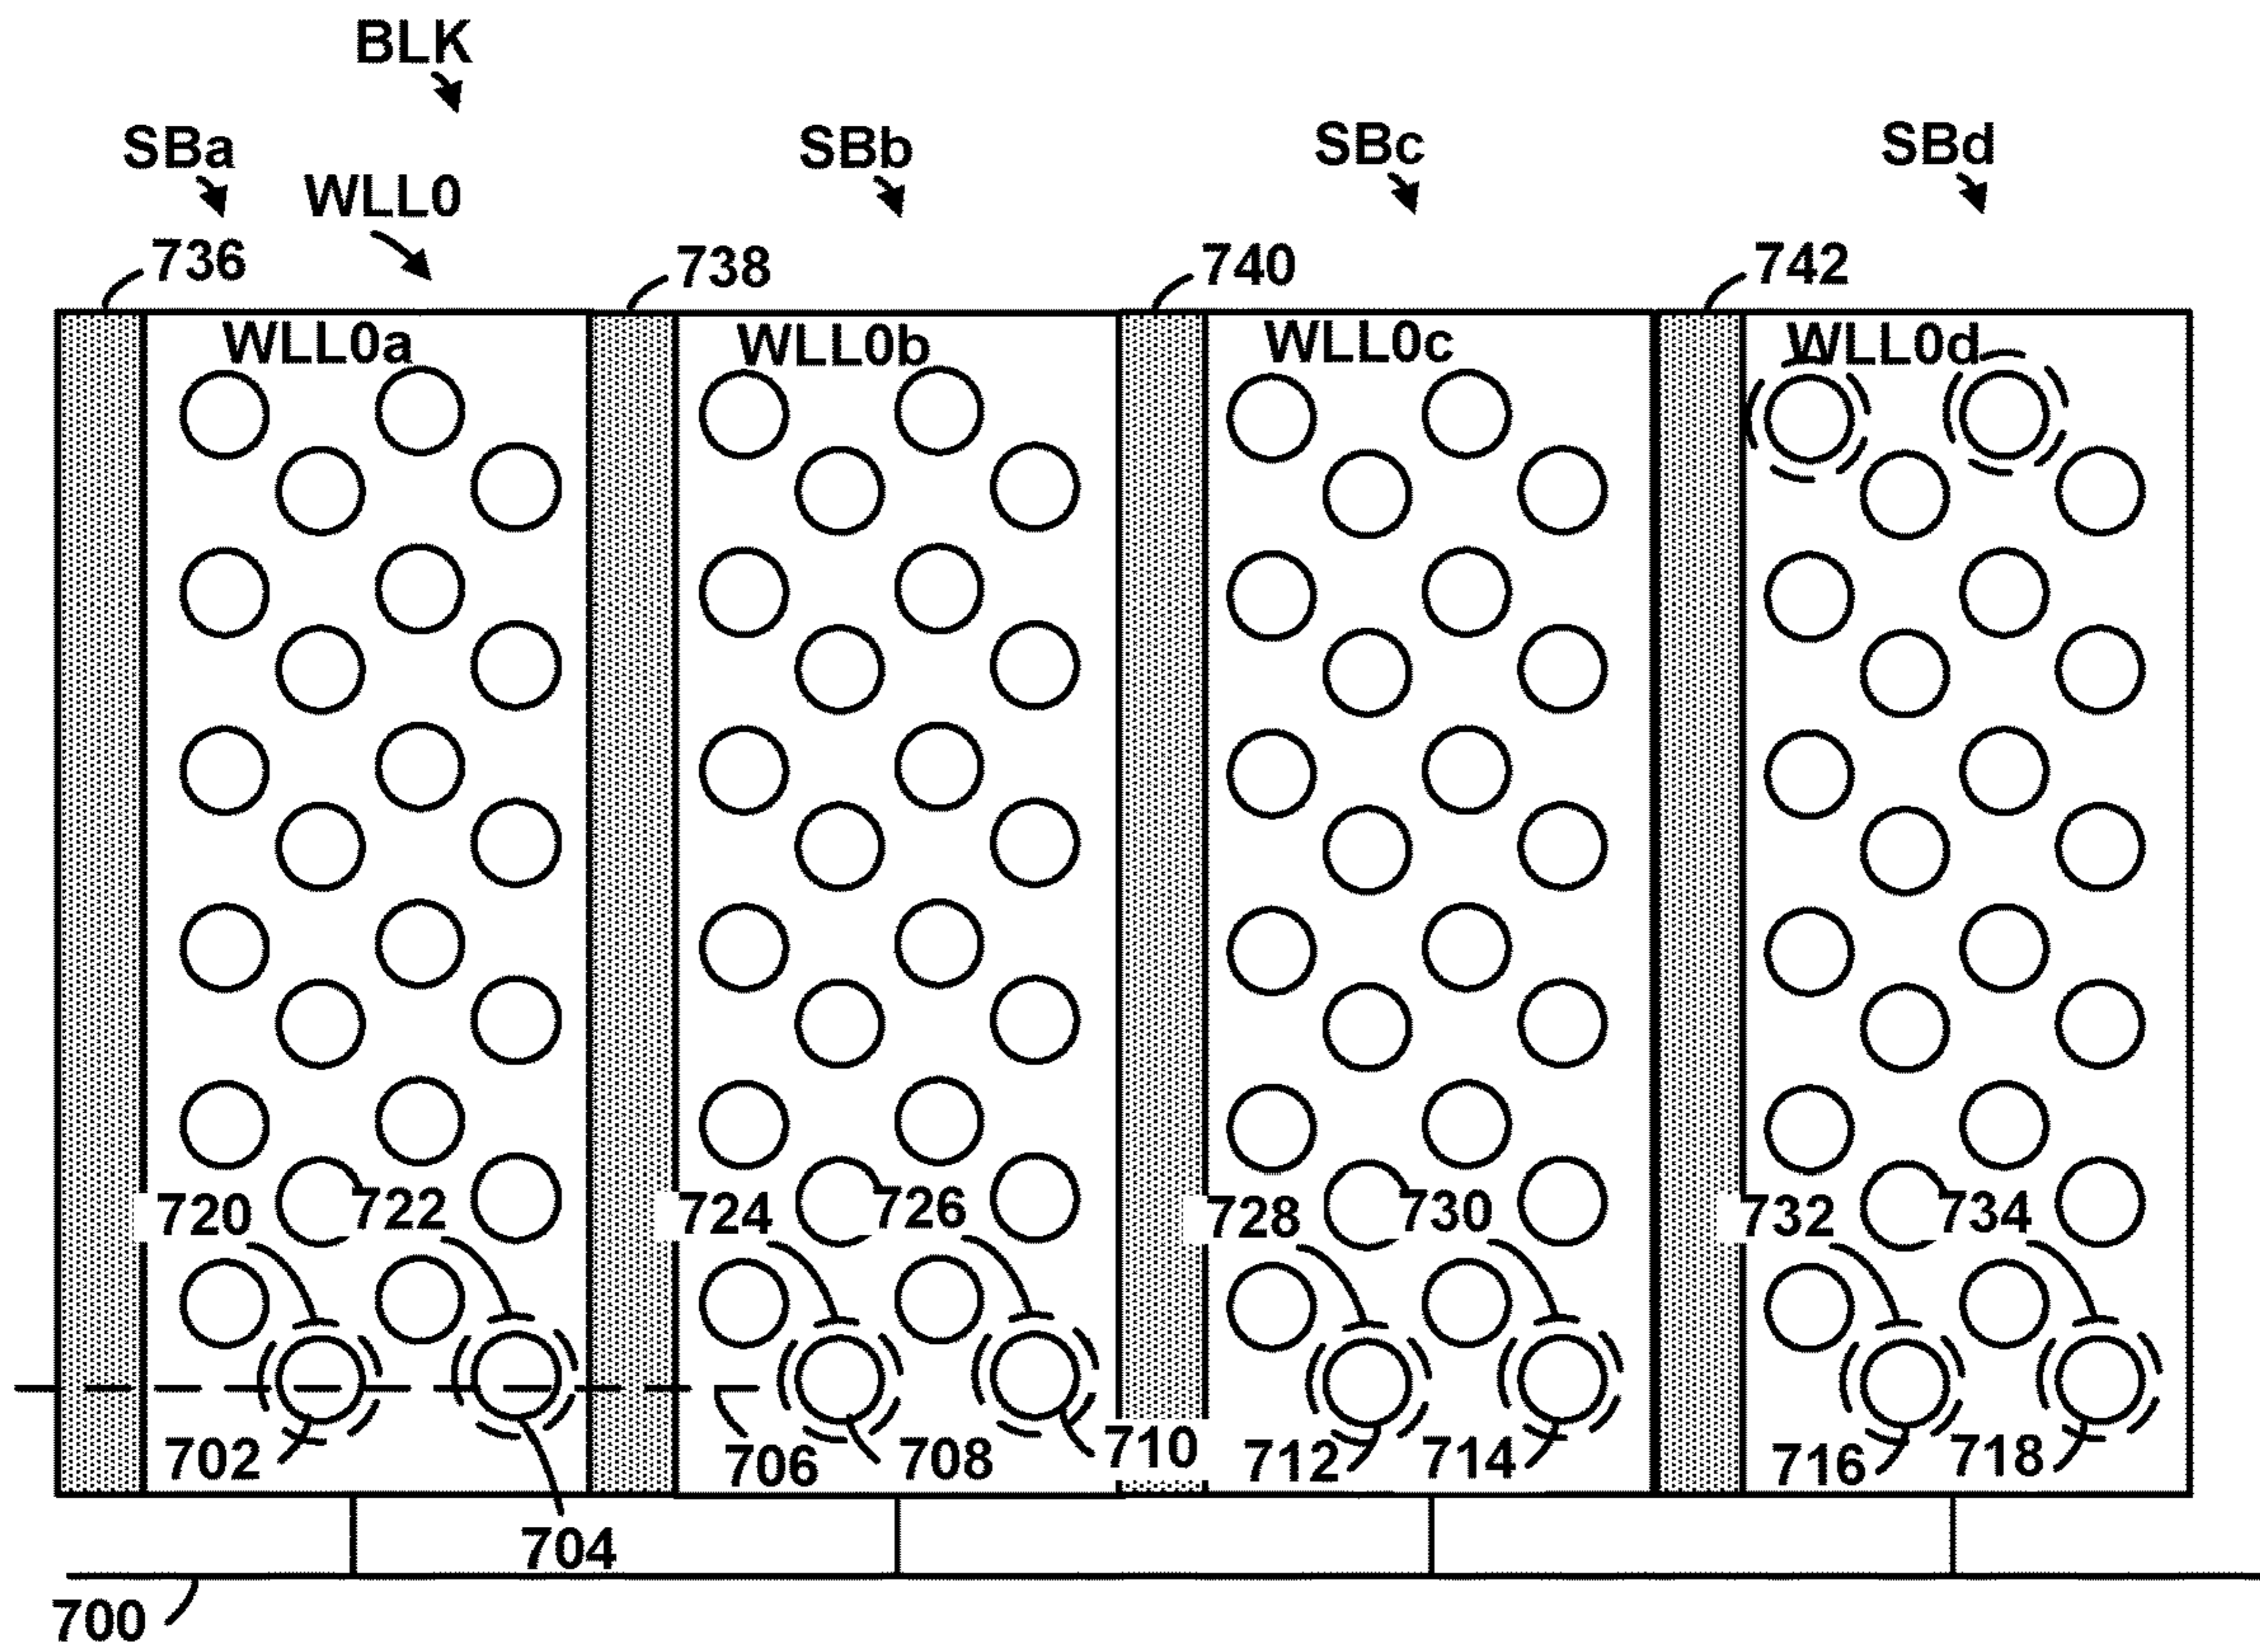 BLK
SBa SBb SBc SBd
WLL0
736 738 740 742
WLL0a WLL0b WLL0c WLL0d
720 722 724 726 728 730 732 734
702 706 708 710 712 714 716 718
704
700